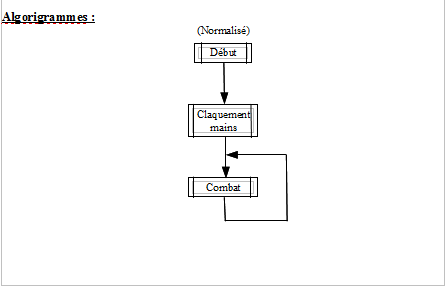 Algorigrammes :
(Normalisé)
Début
Claquement
mains
Combat